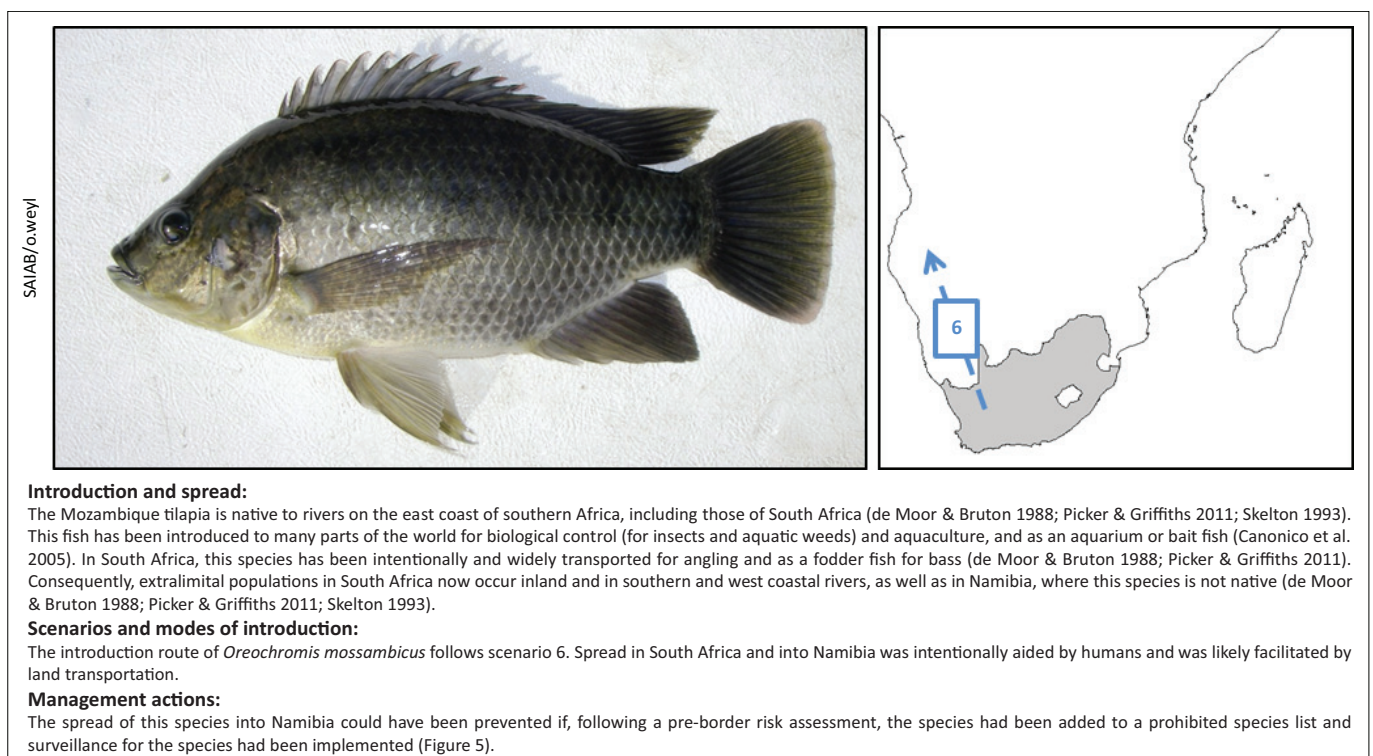 SAIAB/o.weyl
6
Introduction and spread:
The Mozambique tilapia is native to rivers on the east coast of southern Africa, including those of South Africa (de Moor & Bruton 1988; Picker & Griffiths 2011; Skelton 1993).
This fish has been introduced to many parts of the world for biological control (for insects and aquatic weeds) and aquaculture, and as an aquarium or bait fish (Canonico et al.
2005). In South Africa, this species has been intentionally and widely transported for angling and as a fodder fish for bass (de Moor & Bruton 1988; Picker & Griffiths 2011).
Consequently, extralimital populations in South Africa now occur inland and in southern and west coastal rivers, as well as in Namibia, where this species is not native (de Moor
& Bruton 1988; Picker & Griffiths 2011; Skelton 1993).
Scenarios and modes of introduction:
The introduction route of Oreochromis mossambicus follows scenario 6. Spread in South Africa and into Namibia was intentionally aided by humans and was likely facilitated by
land transportation.
Management actions:
The spread of this species into Namibia could have been prevented if, following a pre-border risk assessment, the species had been added to a prohibited species list and
surveillance for the species had been implemented (Figure 5).